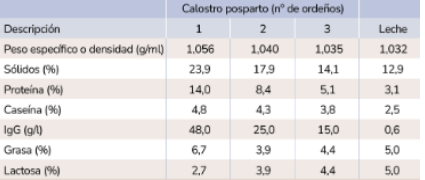 Calostro posparto (nº de ordeños)
Descripción 1 2 3 Leche
Peso específico o densidad (g/ml) 1,056 1,040 1,035 1,032
Sólidos (%) 23,9 17,9 14,1 12,9
Proteína (%) 14,0 8,4 5,1 3,1
Caseína (%) 4,8 4,3 3,8 2,5
IgG (g/l) 48,0 25,0 15,0 0,6
Grasa (%) 6,7 3,9 4,4 5,0
Lactosa (%) 2,7 3,9 4,4 5,0